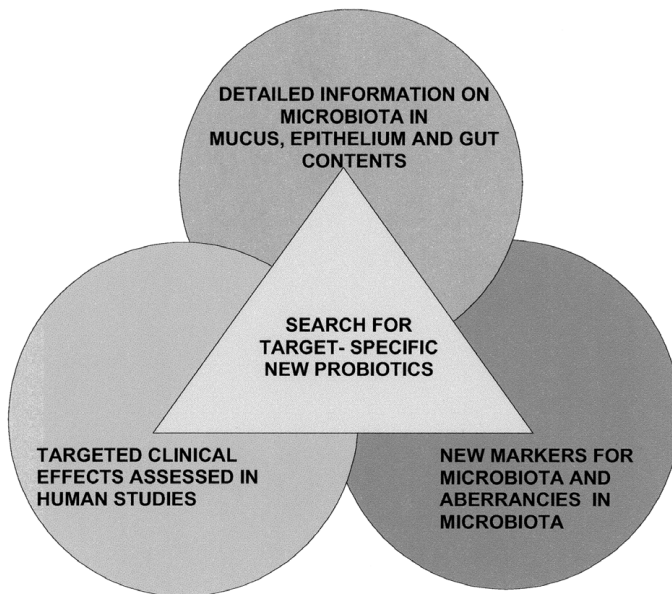 DETAILED INFORMATION ON
MICROBIOTA IN
MUCUS, EPITHELIUM AND GUT
CONTENTS
SEARCH FOR
TARGET- SPECIFIC
NEW PROBIOTICS
TARGETED CLINICAL
EFFECTS ASSESSED IN
HUMAN STUDIES
NEW MARKERS FOR
MICROBIOTA AND
ABERRANCIES IN
MICROBIOTA